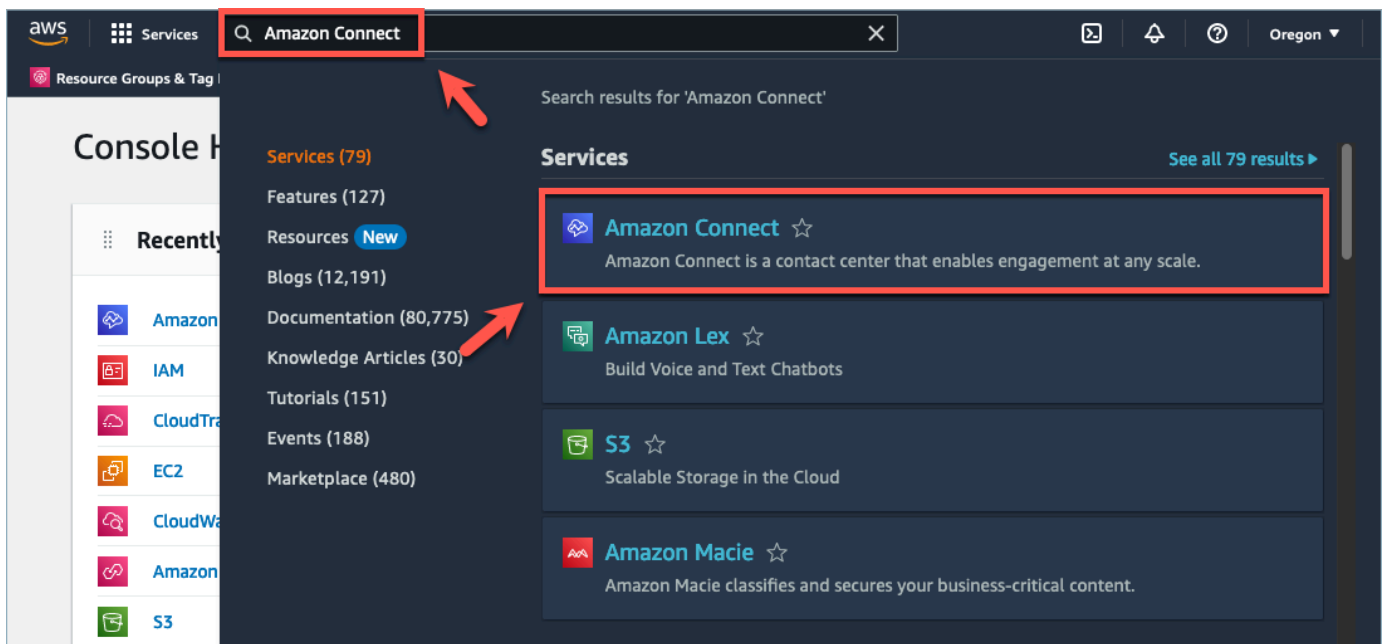 aws
Services
Amazon Connect
Oregon
Resource Groups & Tag
Search results for 'Amazon Connect'
Console H
Services (79)
Features (127)
Resources New
Blogs (12,191)
Documentation (80,775)
Knowledge Articles (30)
Tutorials (151)
Events (188)
Marketplace (480)
Recently
Amazon
IAM
CloudTra
EC2
CloudWa
Amazon
S3
Services
See all 79 results
Amazon Connect
Amazon Connect is a contact center that enables engagement at any scale.
Amazon Lex
Build Voice and Text Chatbots
S3
Scalable Storage in the Cloud
Amazon Macie
Amazon Macie classifies and secures your business-critical content.